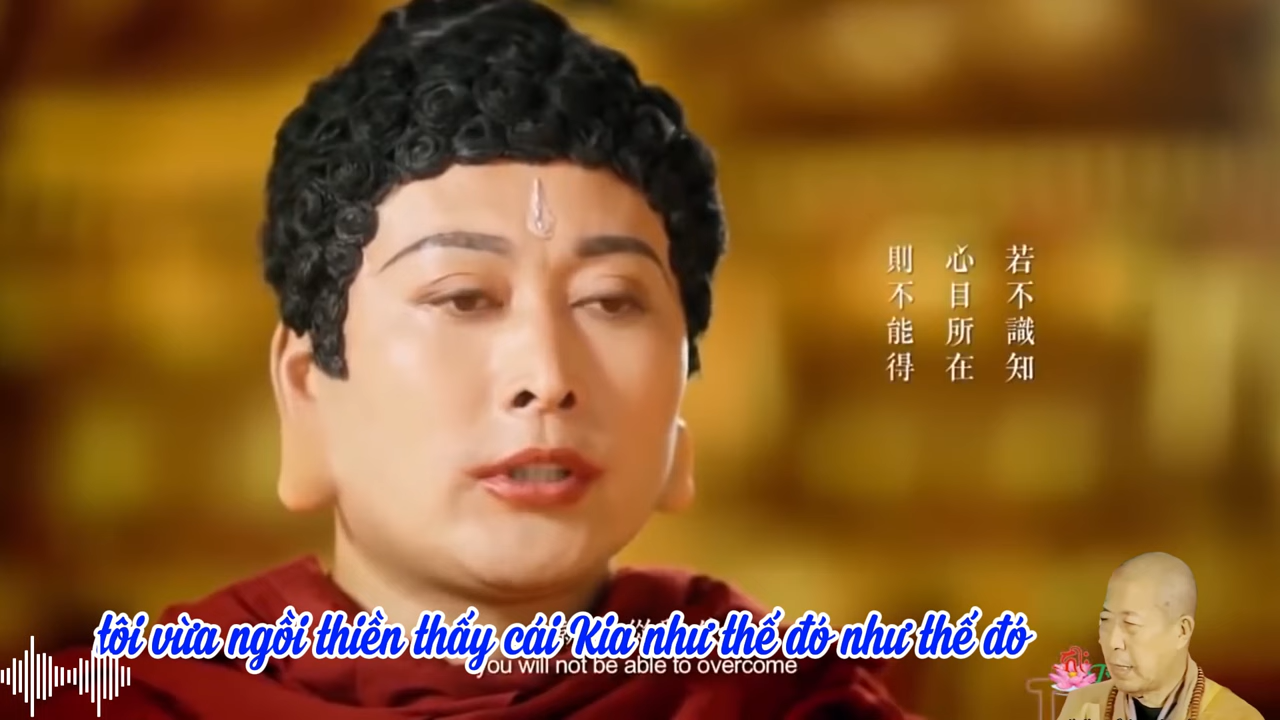 若不識知
心目所在
則不能得
tôi vừa ngồi thiền thấy cái Kia như thế đó như thế đó
you will not be able to overcome